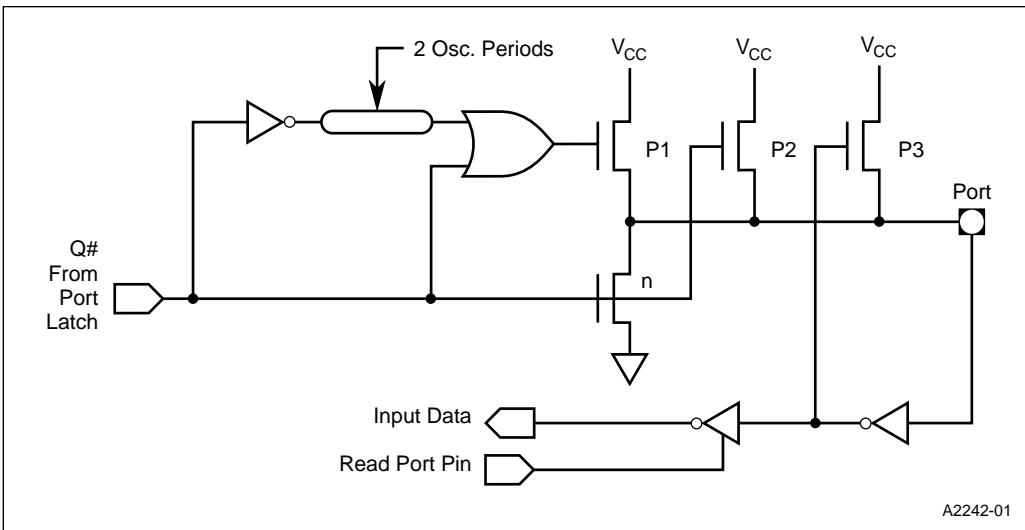 2 Osc. Periods
VCC
VCC
VCC
P1
P2
P3
Port
Q#
From
Port
Latch
n
Input Data
Read Port Pin
A2242-01